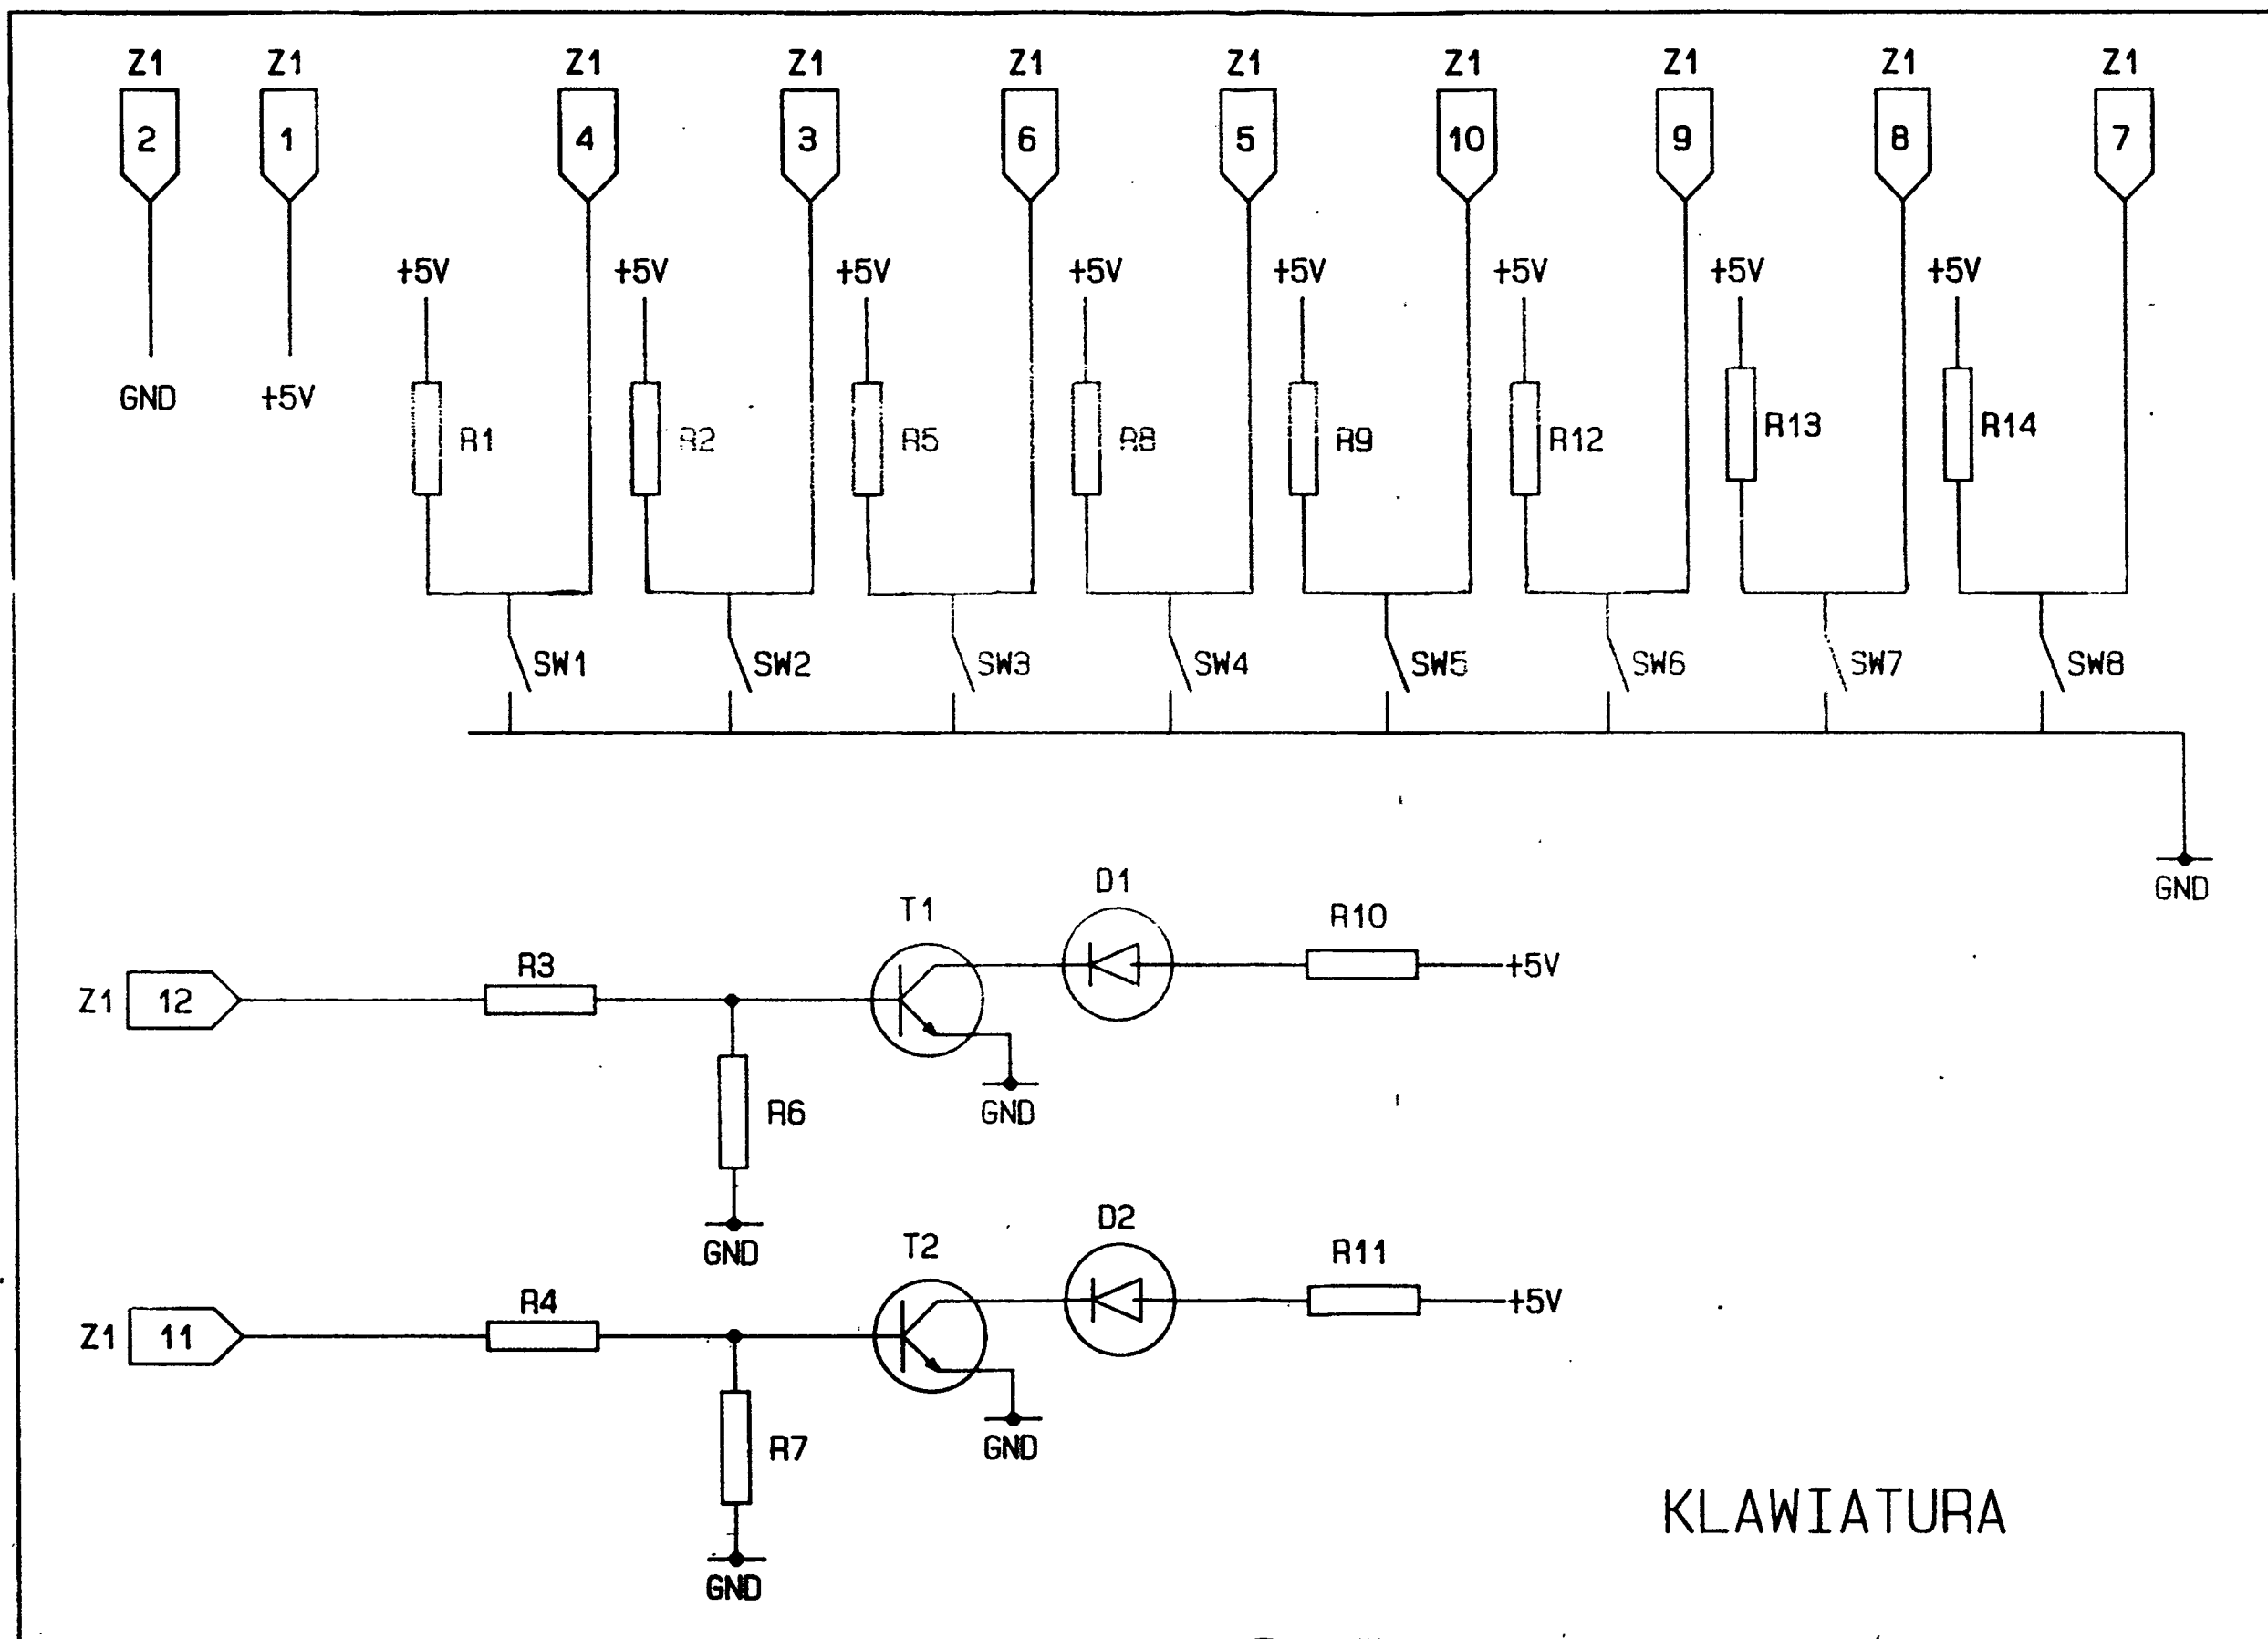 Z1 Z1 Z1 Z1 Z1 Z1 Z1 Z1 Z1 Z1
2 1 4 3 6 5 10 9 8 7
+5V +5V +5V +5V +5V +5V +5V +5V
GND +5V
R1 R2 R5 R8 R9 R12 R13 R14
SW1 SW2 SW3 SW4 SW5 SW6 SW7 SW8
GND
D1
T1 R10
R3 +5V
Z1 12
R6 GND
D2
GND T2 R11
R4 +5V
Z1 11
R7 GND
KLAWIATURA
GND